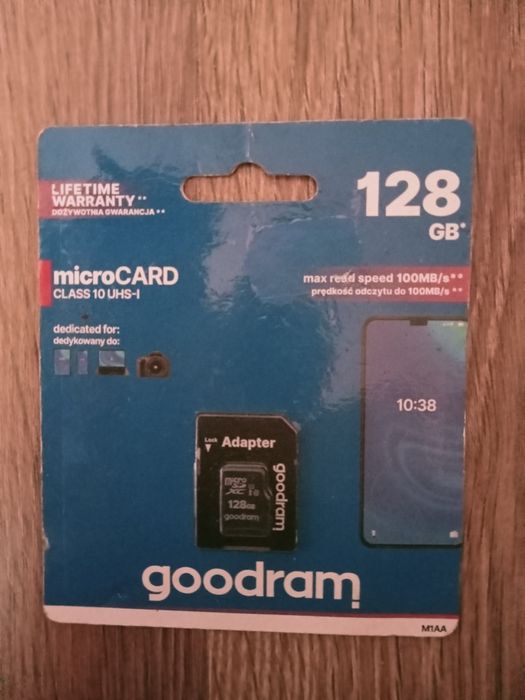 LIFETIME
WARRANTY**
DOŻYWOTNIA GWARANCJA**
128
GB*
microCARD
CLASS 10 UHS-I
max read speed 100MB/s**
prędkość odczytu do 100MB/s**
dedicated for:
dedykowany do:
10:38
Lock
Adapter
micro
XC
128GB
goodram
goodram
goodram
M1AA